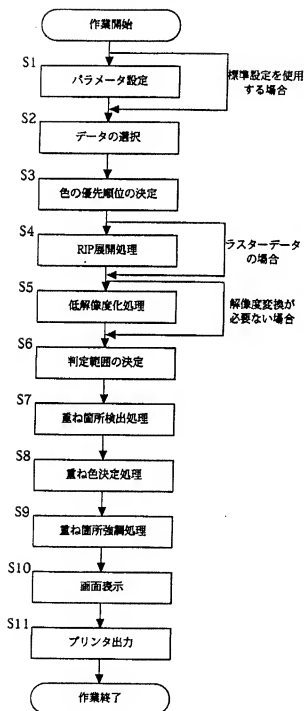 作業開始
S1
パラメータ設定
標準設定を使用
する場合
S2
データの選択
S3
色の優先順位の決定
S4
RIP展開処理
ラスターデータ
の場合
S5
低解像度化処理
解像度変換が
必要ない場合
S6
判定範囲の決定
S7
重ね箇所検出処理
S8
重ね色決定処理
S9
重ね箇所強調処理
S10
画面表示
S11
プリンタ出力
作業終了